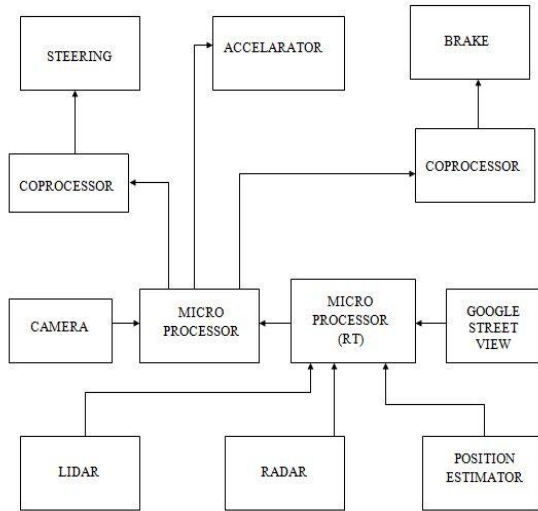 STEERING
ACCELARATOR
BRAKE
COPROCESSOR
COPROCESSOR
CAMERA
MICRO
PROCESSOR
MICRO
PROCESSOR
(RT)
GOOGLE
STREET
VIEW
LIDAR
RADAR
POSITION
ESTIMATOR